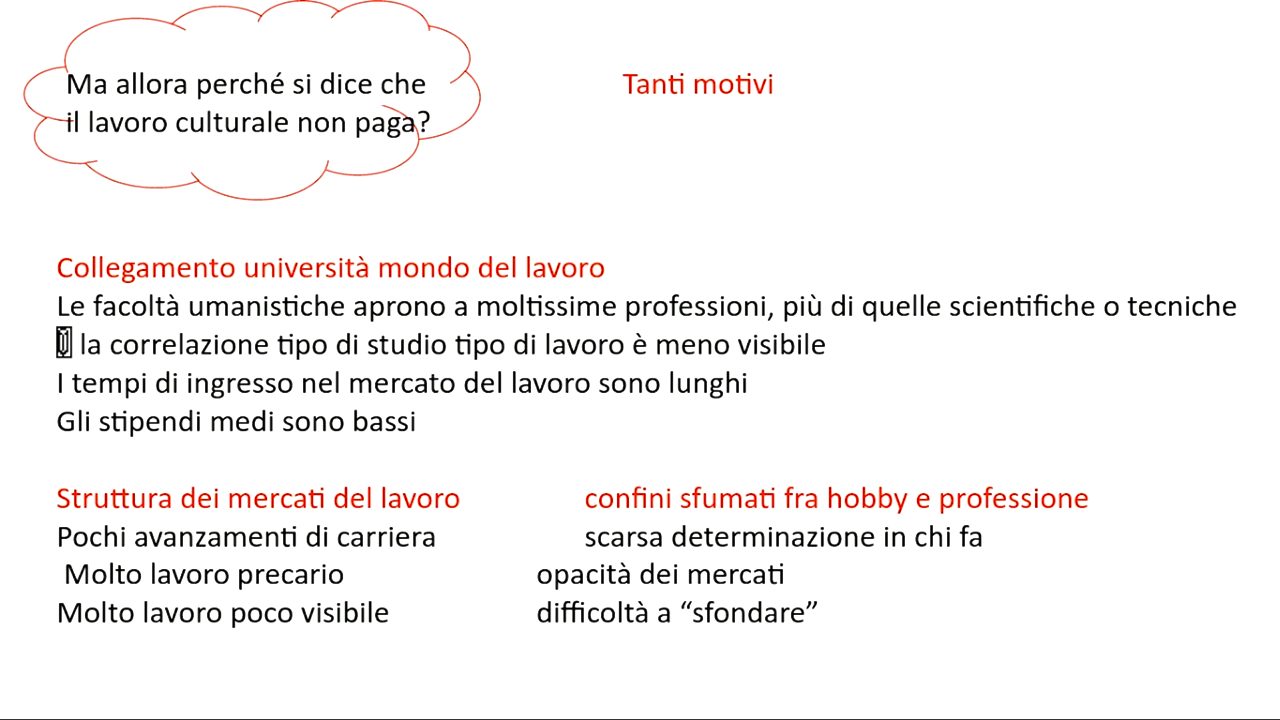 Ma allora perché si dice che
il lavoro culturale non paga?
Tanti motivi
Collegamento università mondo del lavoro
Le facoltà umanistiche aprono a moltissime professioni, più di quelle scientifiche o tecniche
la correlazione tipo di studio tipo di lavoro è meno visibile
I tempi di ingresso nel mercato del lavoro sono lunghi
Gli stipendi medi sono bassi
Struttura dei mercati del lavoro
Pochi avanzamenti di carriera
Molto lavoro precario
Molto lavoro poco visibile
confini sfumati fra hobby e professione
scarsa determinazione in chi fa
opacità dei mercati
difficoltà a “sfondare”